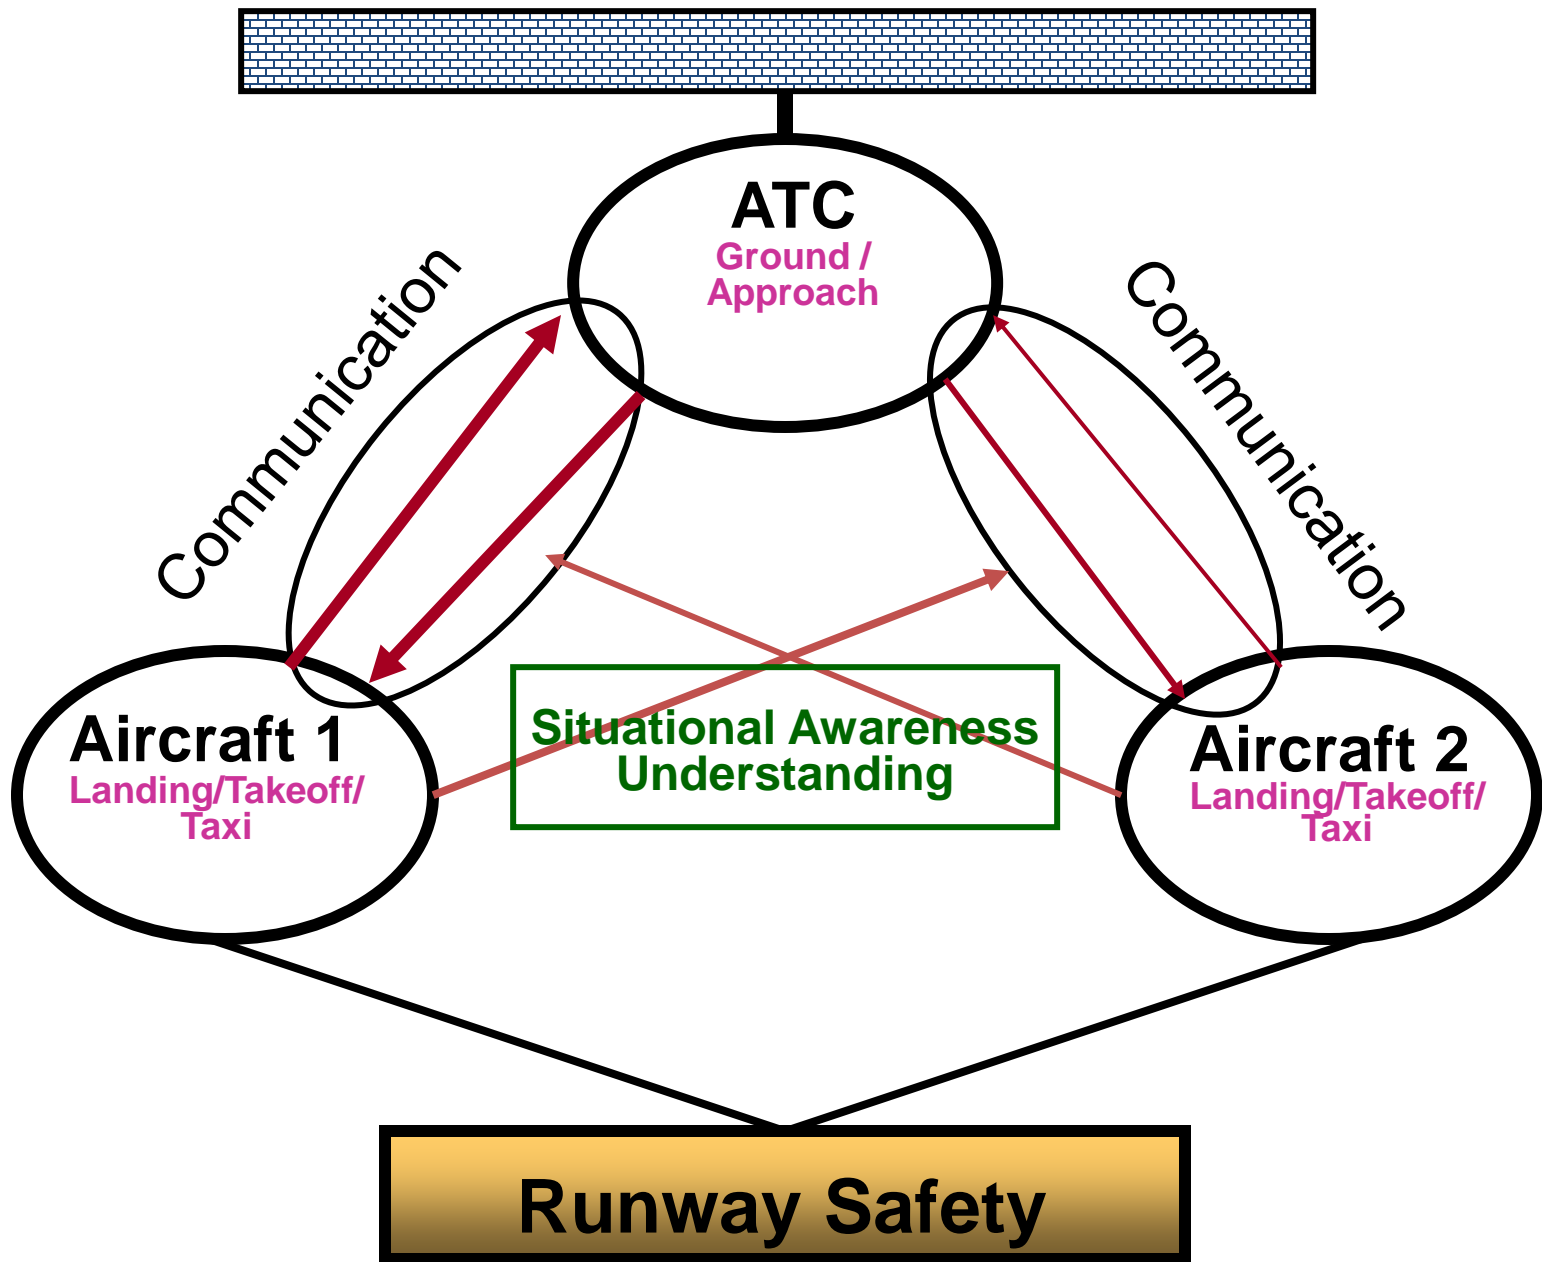 ATC
Ground /
Approach
Communication
Communication
Situational Awareness
Understanding
Aircraft 1
Landing/Takeoff/
Taxi
Aircraft 2
Landing/Takeoff/
Taxi
Runway Safety